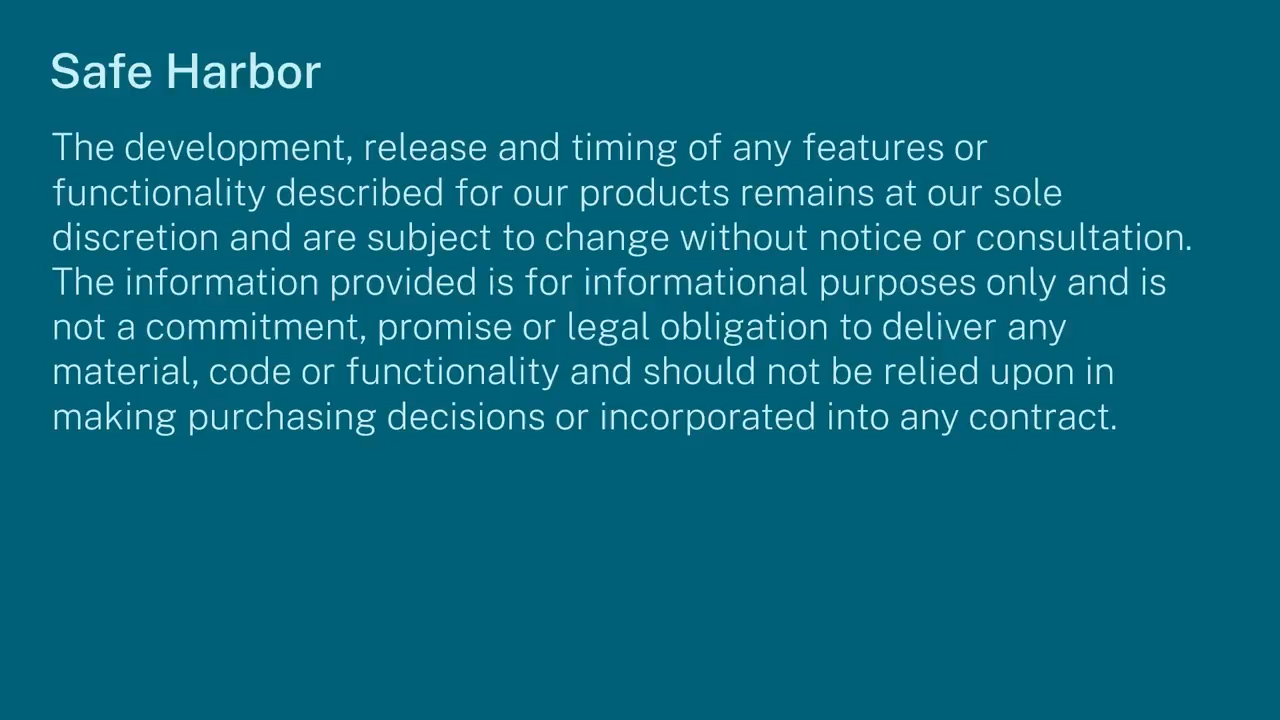 Safe Harbor
The development, release and timing of any features or
functionality described for our products remains at our sole
discretion and are subject to change without notice or consultation.
The information provided is for informational purposes only and is
not a commitment, promise or legal obligation to deliver any
material, code or functionality and should not be relied upon in
making purchasing decisions or incorporated into any contract.